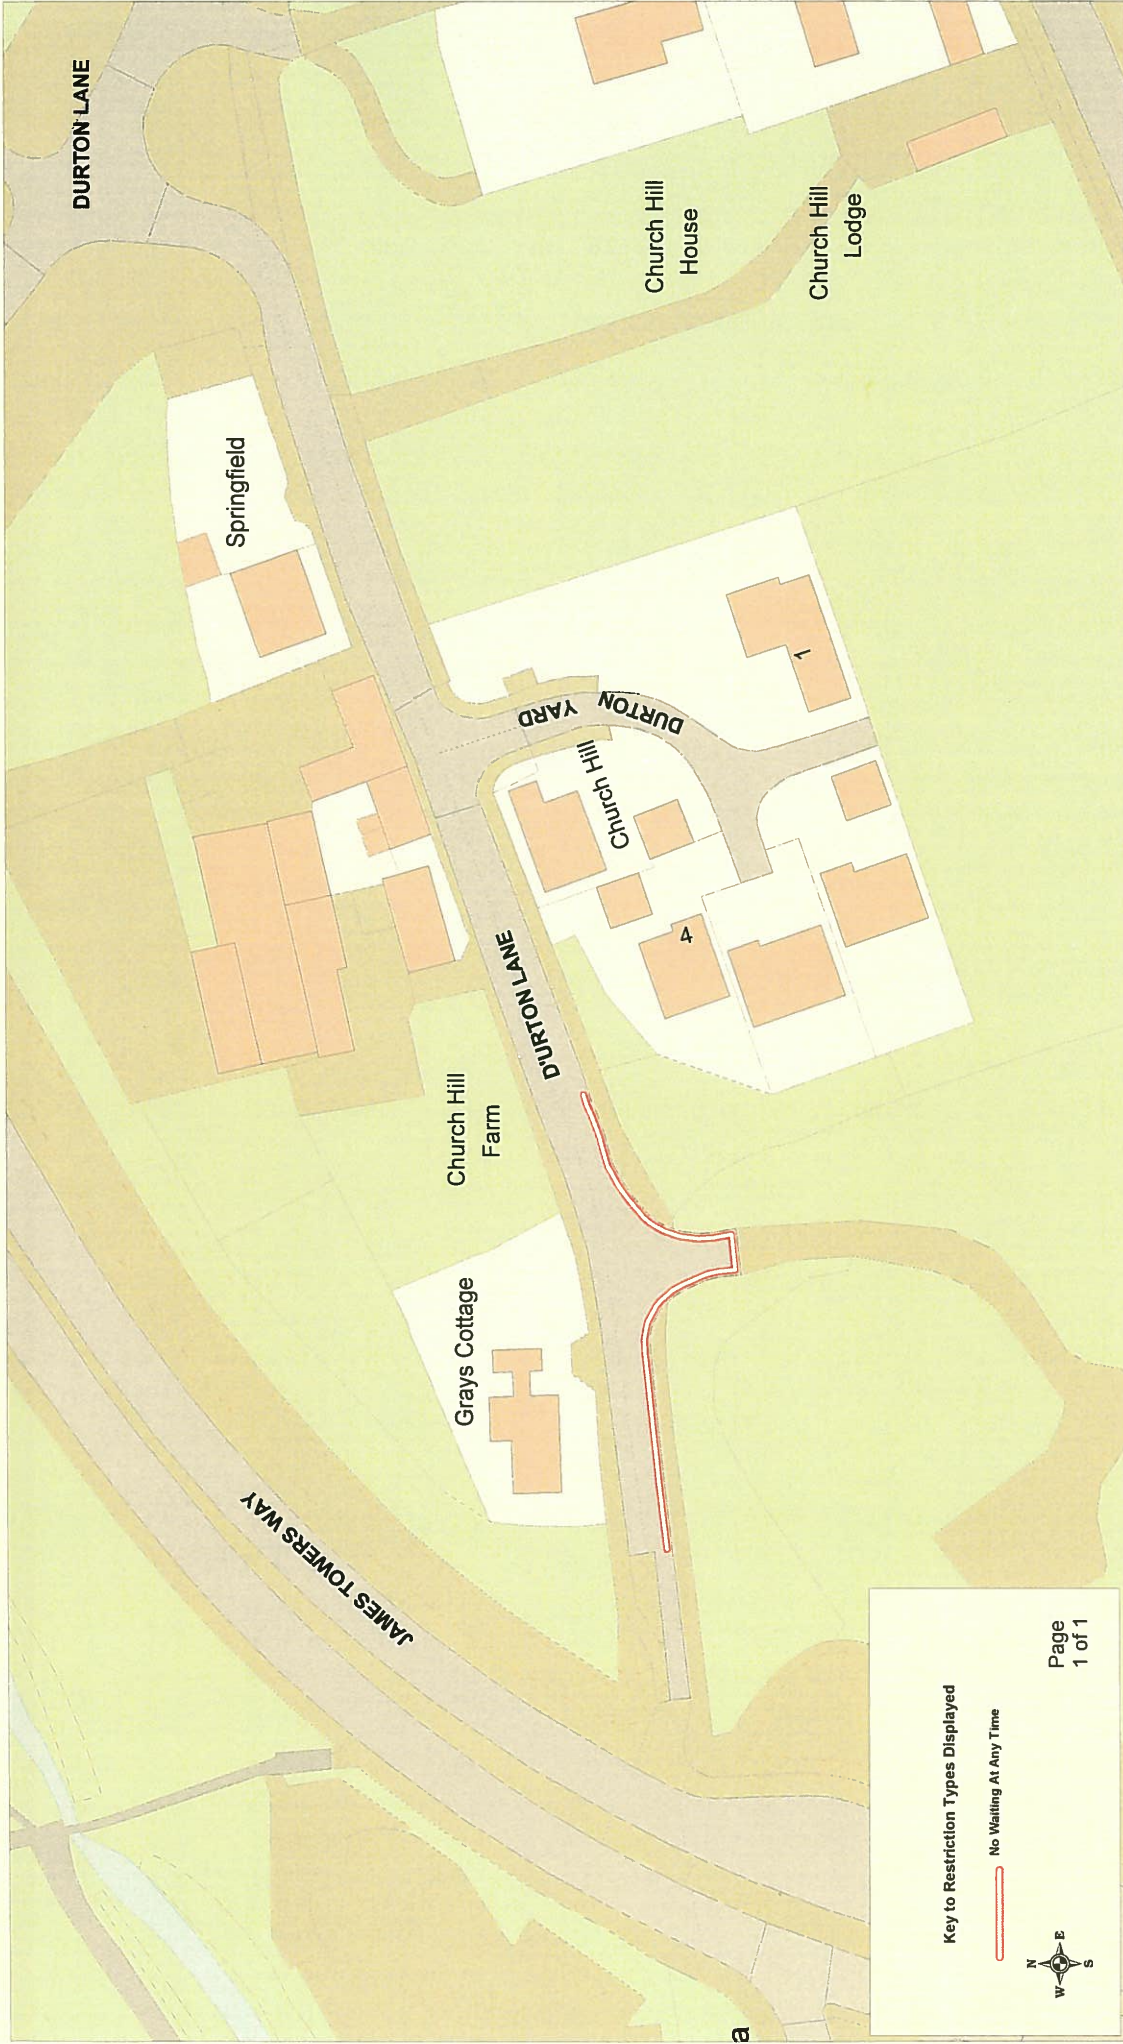 DURTON LANE
Springfield
Church Hill
House
Church Hill
Lodge
1
DURTON
YARD
Church Hill
4
D'URTON LANE
Church Hill
Farm
Grays Cottage
JAMES TOWERS WAY
a
Key to Restriction Types Displayed
No Waiting At Any Time
N
W
E
S
Page
1 of 1